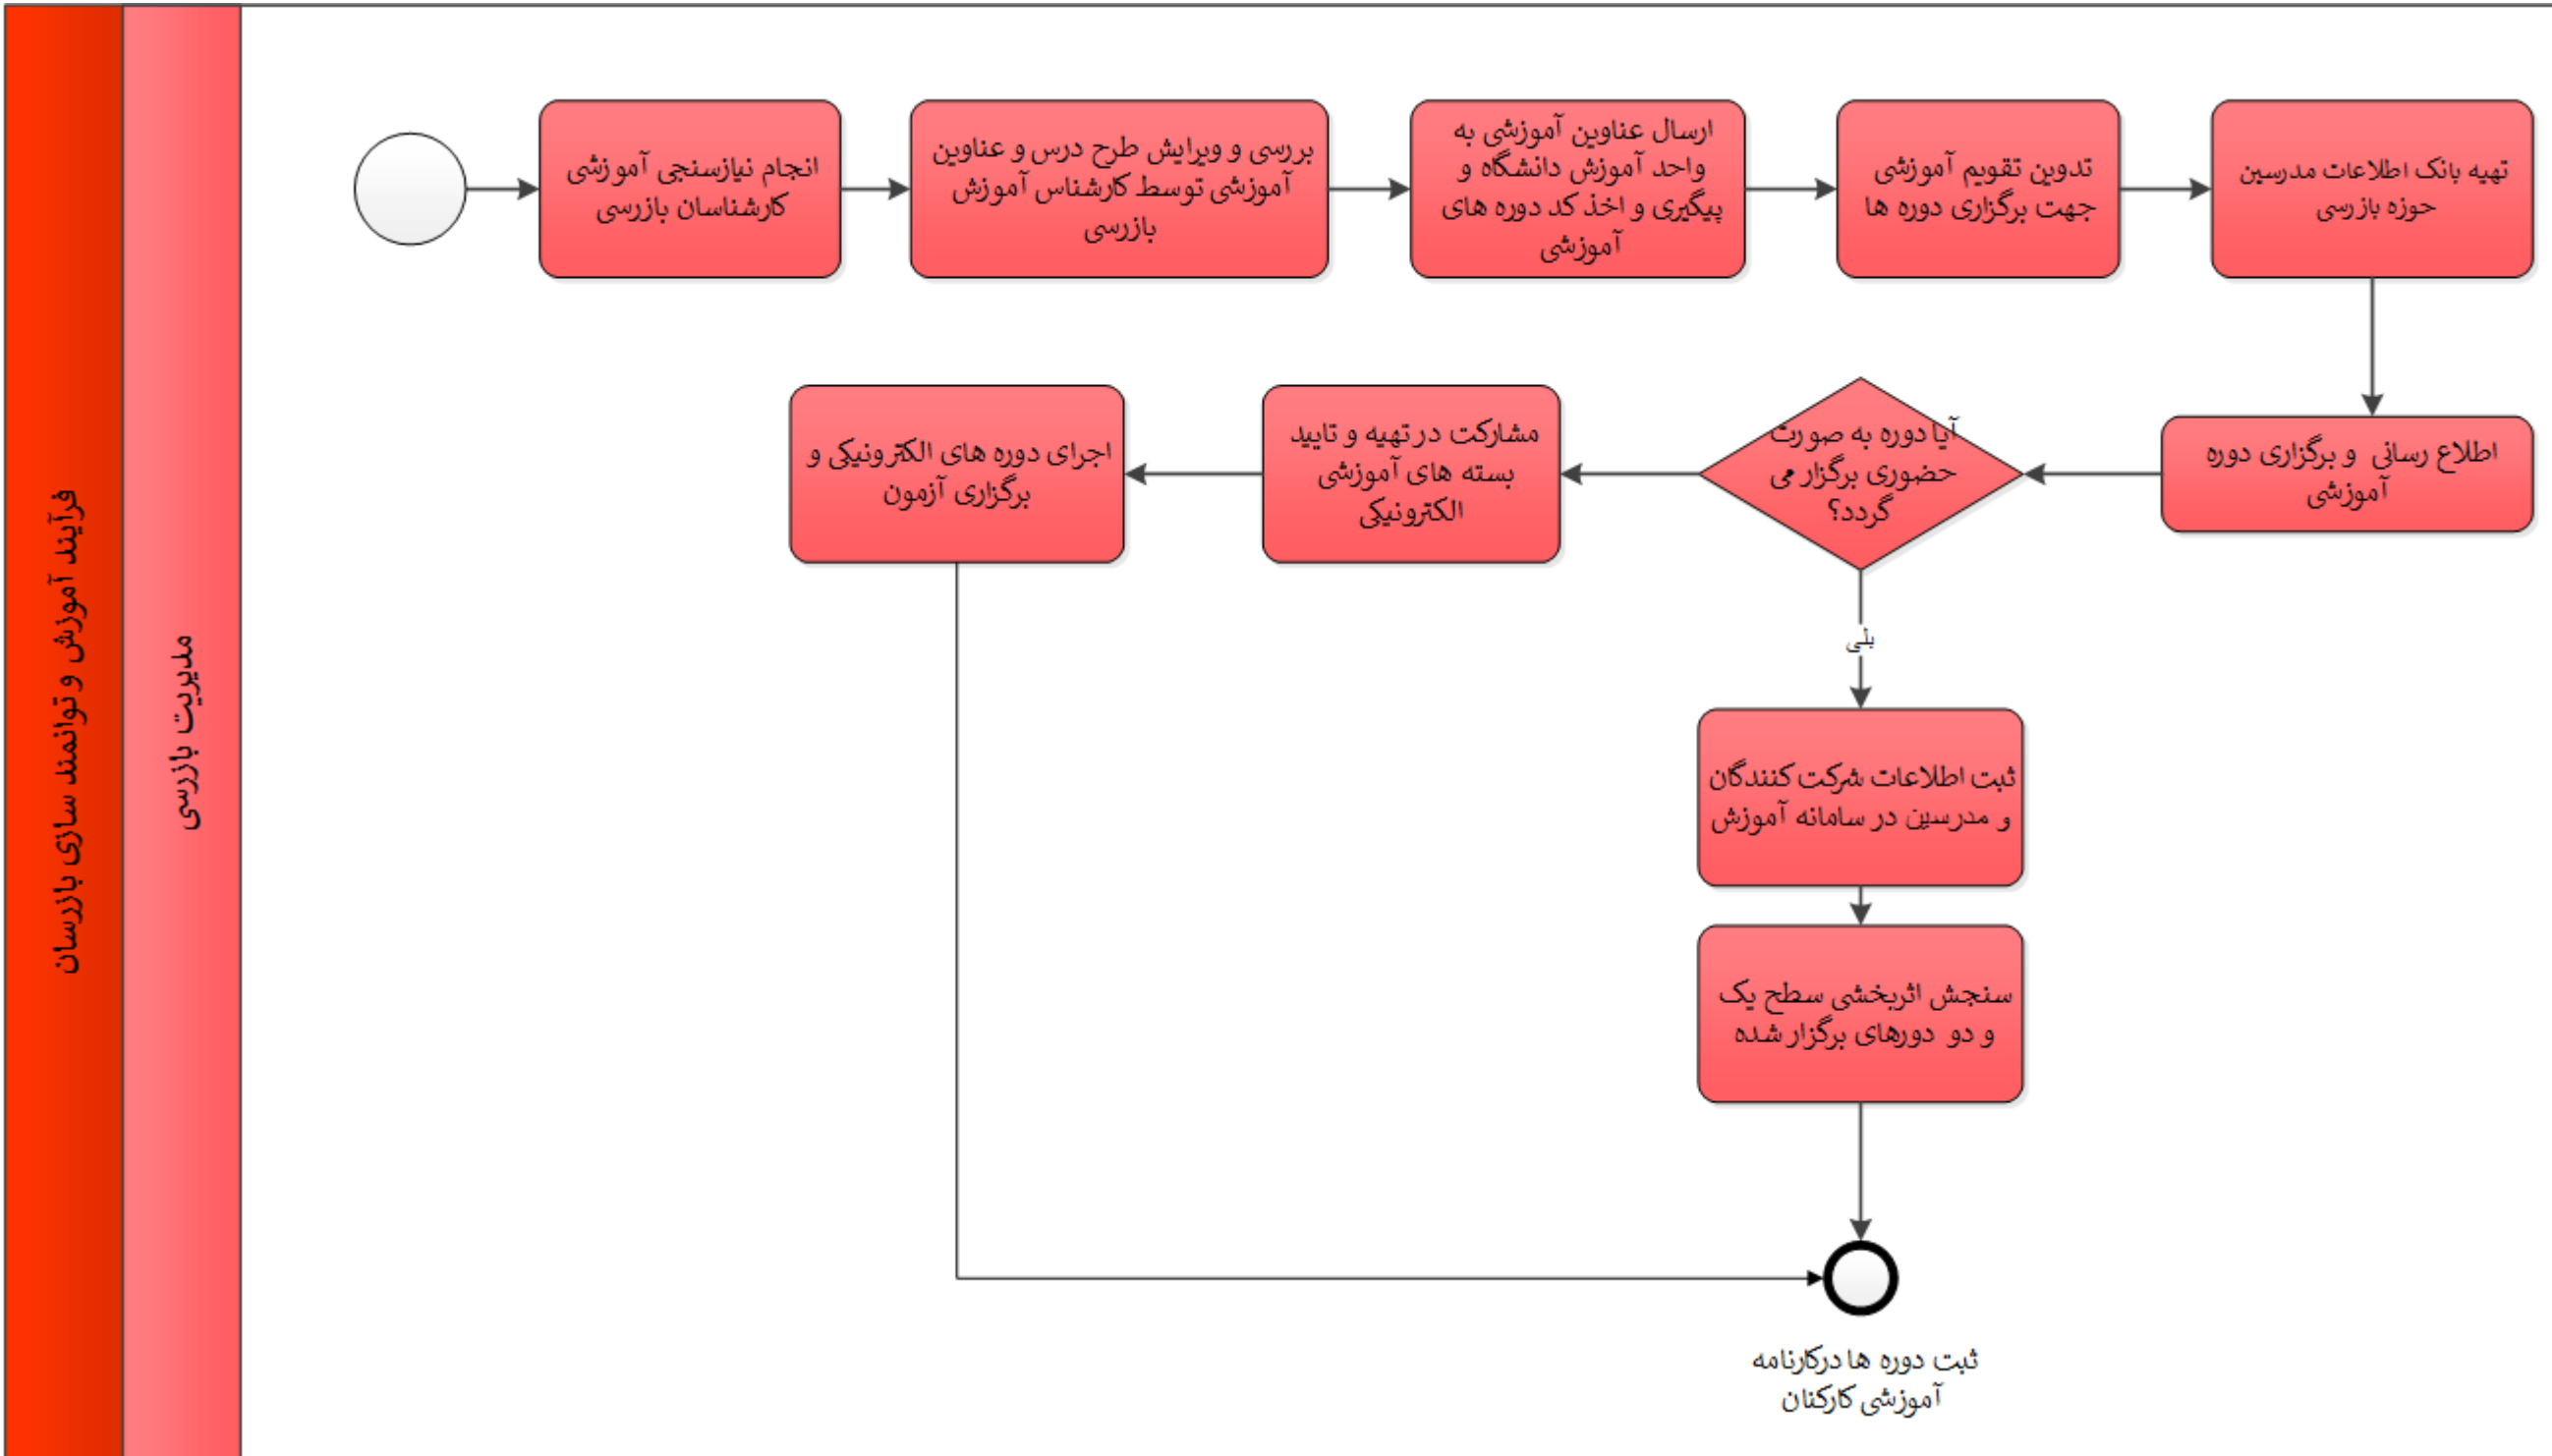 فرآیند آموزش و توانمند سازی بازرسان
مدیریت بازرسی
انجام نیازسنجی آموزشی
کارشناسان بازرسی
بررسی و ویرایش طرح درس و عناوین
آموزشی توسط کارشناس آموزش
بازرسی
ارسال عناوین آموزشی به
واحد آموزش دانشگاه و
پیگیری و اخذ کد دوره های
آموزشی
تدوین تقویم آموزشی
جهت برگزاری دوره ها
تهیه بانک اطلاعات مدرسین
حوزه بازرسی
اطلاع رسانی و برگزاری دوره
آموزشی
آیا دوره به صورت
حضوری برگزار می
گردد؟
مشارکت در تهیه و تایید
بسته های آموزشی
الکترونیکی
اجرای دوره های الکترونیکی و
برگزاری آزمون
بلی
ثبت اطلاعات شرکت کنندگان
و مدرسین در سامانه آموزش
سنجش اثربخشی سطح یک
و دو دورهای برگزار شده
ثبت دوره ها درکارنامه
آموزشی کارکنان